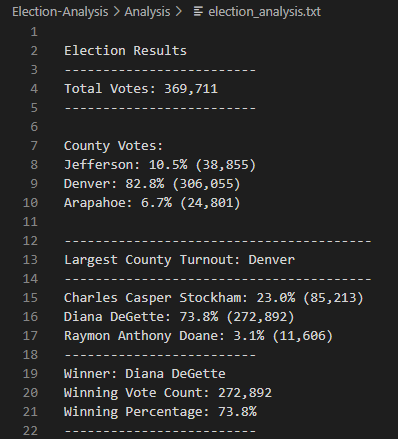 Election-Analysis > Analysis > election_analysis.txt
1
2 Election Results
3 -------------------------
4 Total Votes: 369,711
5 -------------------------
6
7 County Votes:
8 Jefferson: 10.5% (38,855)
9 Denver: 82.8% (306,055)
10 Arapahoe: 6.7% (24,801)
11
12 ----------------------------------------
13 Largest County Turnout: Denver
14 ----------------------------------------
15 Charles Casper Stockham: 23.0% (85,213)
16 Diana DeGette: 73.8% (272,892)
17 Raymon Anthony Doane: 3.1% (11,606)
18 -------------------------
19 Winner: Diana DeGette
20 Winning Vote Count: 272,892
21 Winning Percentage: 73.8%
22 -------------------------